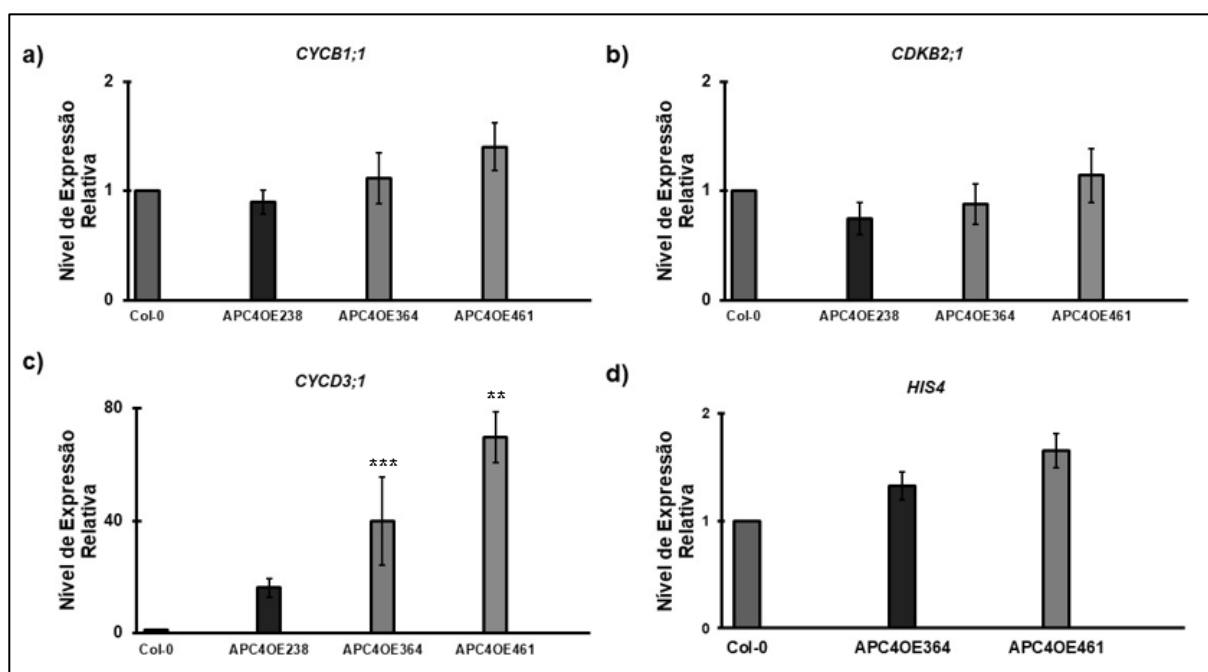 a)
CYCB1;1
Nível de Expressão
Relativa
2
1
0
Col-0 APC4OE238 APC4OE364 APC4OE461
b)
CDKB2;1
Nível de Expressão
Relativa
2
1
0
Col-0 APC4OE238 APC4OE364 APC4OE461
c)
CYCD3;1
Nível de Expressão
Relativa
80
40
0
*** **
Col-0 APC4OE238 APC4OE364 APC4OE461
d)
HIS4
Nível de Expressão
Relativa
2
1
0
Col-0 APC4OE364 APC4OE461